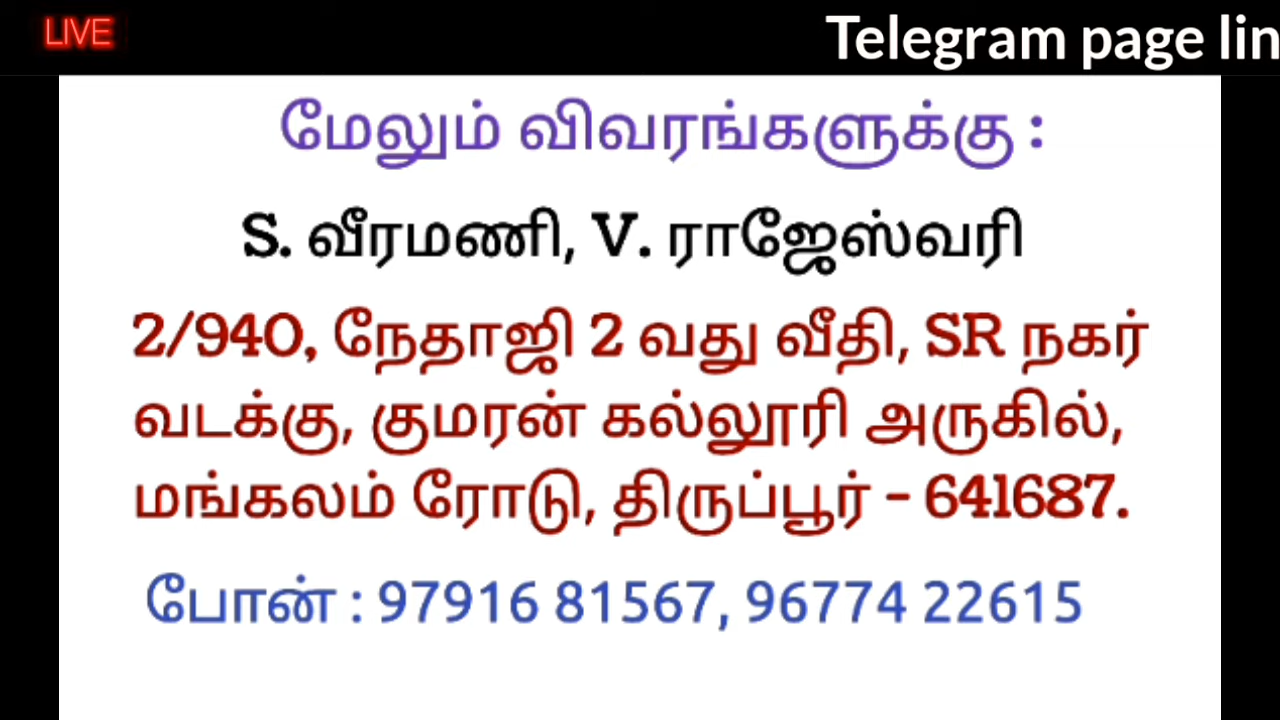 LIVE
Telegram page lin
மேலும் விவரங்களுக்கு :
S. வீரமணி, V. ராஜேஸ்வரி
2/940, நேதாஜி 2 வது வீதி, SR நகர்
வடக்கு, குமரன் கல்லூரி அருகில்,
மங்கலம் ரோடு, திருப்பூர் - 641687.
போன் : 97916 81567, 96774 22615